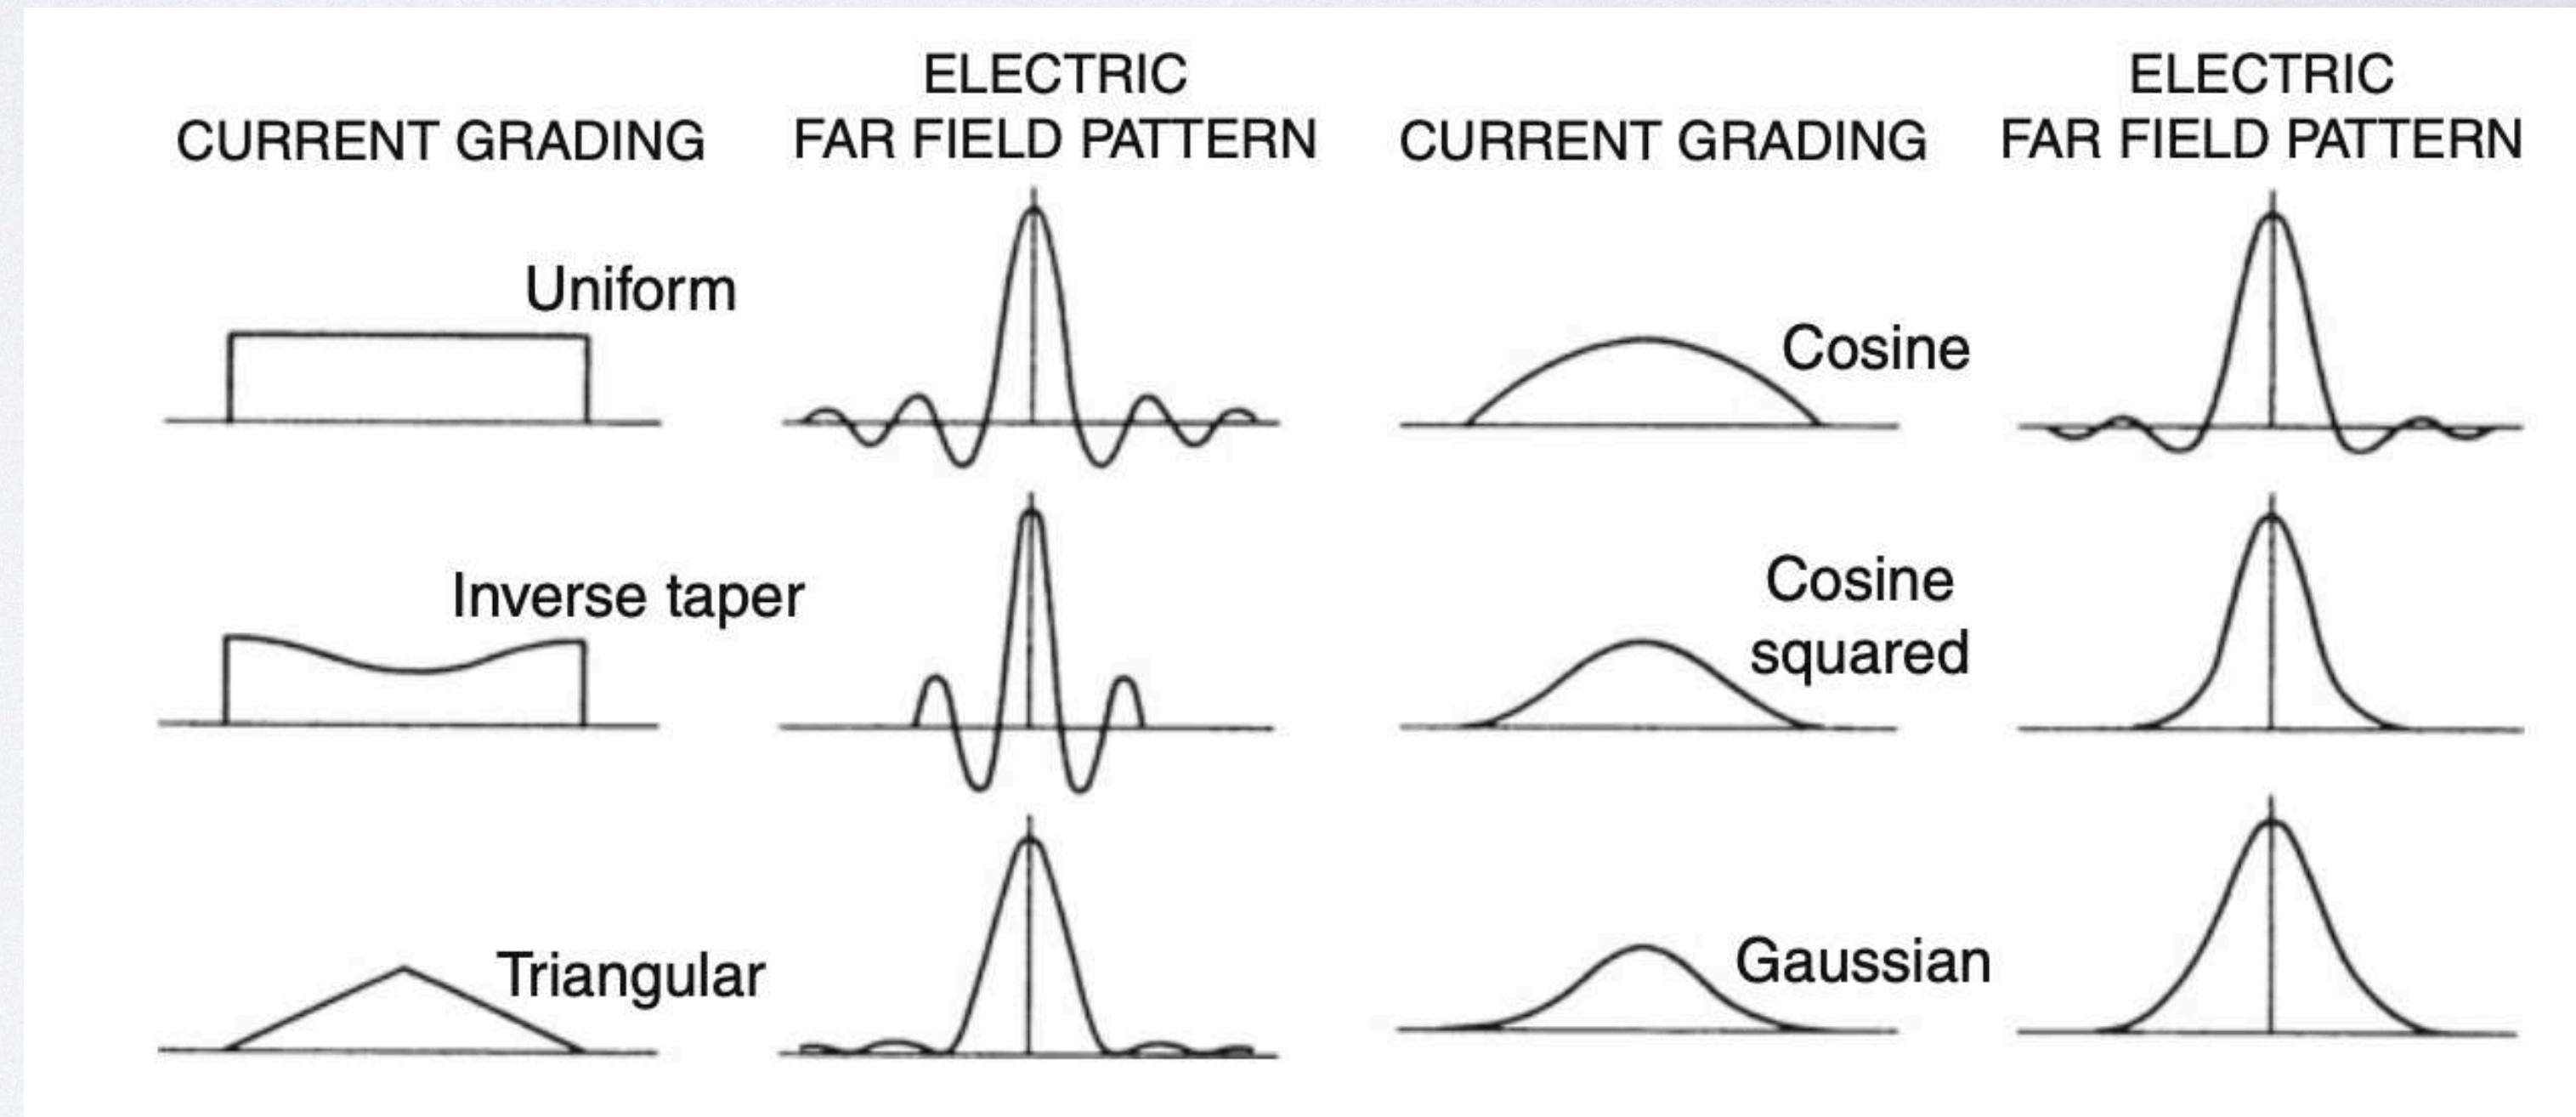 CURRENT GRADING
ELECTRIC
FAR FIELD PATTERN
CURRENT GRADING
ELECTRIC
FAR FIELD PATTERN
Uniform
Cosine
Inverse taper
Cosine
squared
Triangular
Gaussian